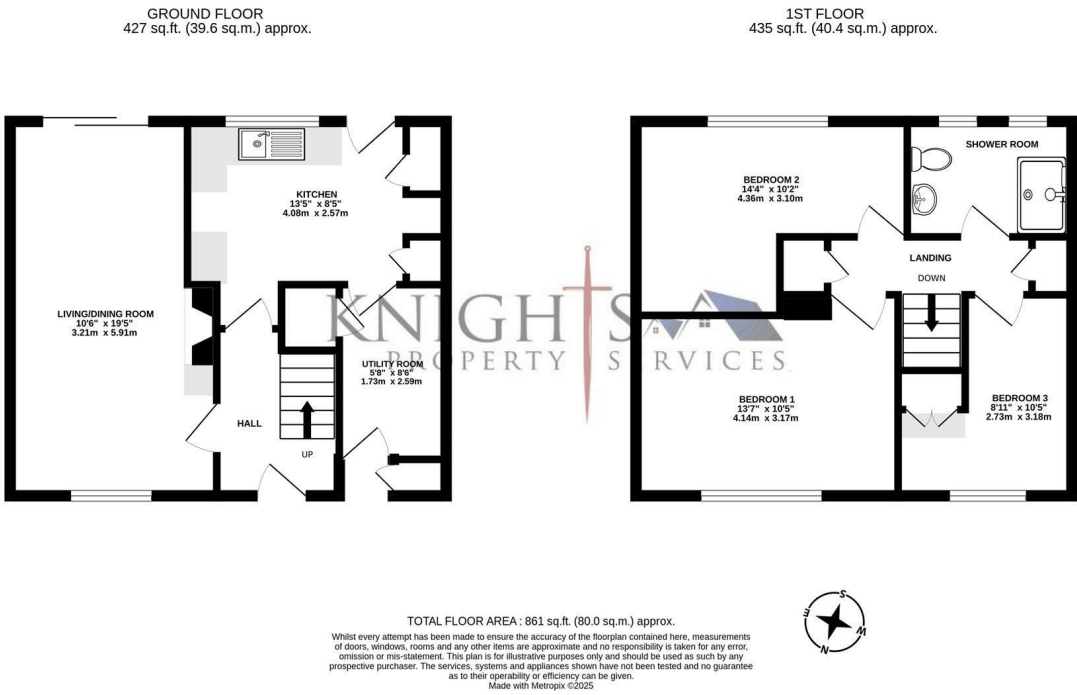 GROUND FLOOR
427 sq.ft. (39.6 sq.m.) approx.
1ST FLOOR
435 sq.ft. (40.4 sq.m.) approx.
KITCHEN
13'5" x 8'5"
4.08m x 2.57m
LIVING/DINING ROOM
10'6" x 19'5"
3.21m x 5.91m
UTILITY ROOM
5'8" x 8'6"
1.73m x 2.59m
HALL
UP
SHOWER ROOM
BEDROOM 2
14'4" x 10'2"
4.36m x 3.10m
LANDING
DOWN
BEDROOM 1
13'7" x 10'5"
4.14m x 3.17m
BEDROOM 3
8'11" x 10'5"
2.73m x 3.18m
KNIGHTS
PROPERTY SERVICES
TOTAL FLOOR AREA : 861 sq.ft. (80.0 sq.m.) approx.
Whilst every attempt has been made to ensure the accuracy of the floorplan contained here, measurements
of doors, windows, rooms and any other items are approximate and no responsibility is taken for any error,
omission or mis-statement. This plan is for illustrative purposes only and should be used as such by any
prospective purchaser. The services, systems and appliances shown have not been tested and no guarantee
as to their operability or efficiency can be given.
Made with Metropix ©2025
S
E
W
N